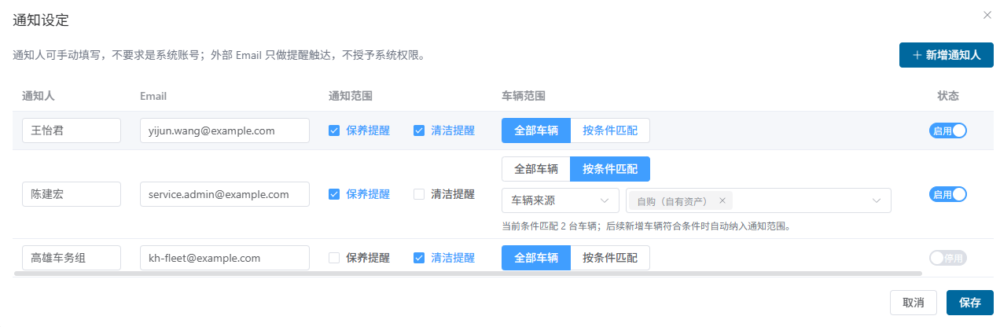 通知设定
通知人可手动填写，不要求是系统账号；外部 Email 只做提醒触达，不授予系统权限。
新增通知人
通知人 Email 通知范围 车辆范围 状态
王怡君 yijun.wang@example.com 保养提醒 清洁提醒 全部车辆 按条件匹配 启用
全部车辆 按条件匹配
陈建宏 service.admin@example.com 保养提醒 清洁提醒 车辆来源 自购（自有资产） 启用
当前条件匹配 2 台车辆；后续新增车辆符合条件时自动纳入通知范围。
高雄车务组 kh-fleet@example.com 保养提醒 清洁提醒 全部车辆 按条件匹配 停用
取消 保存